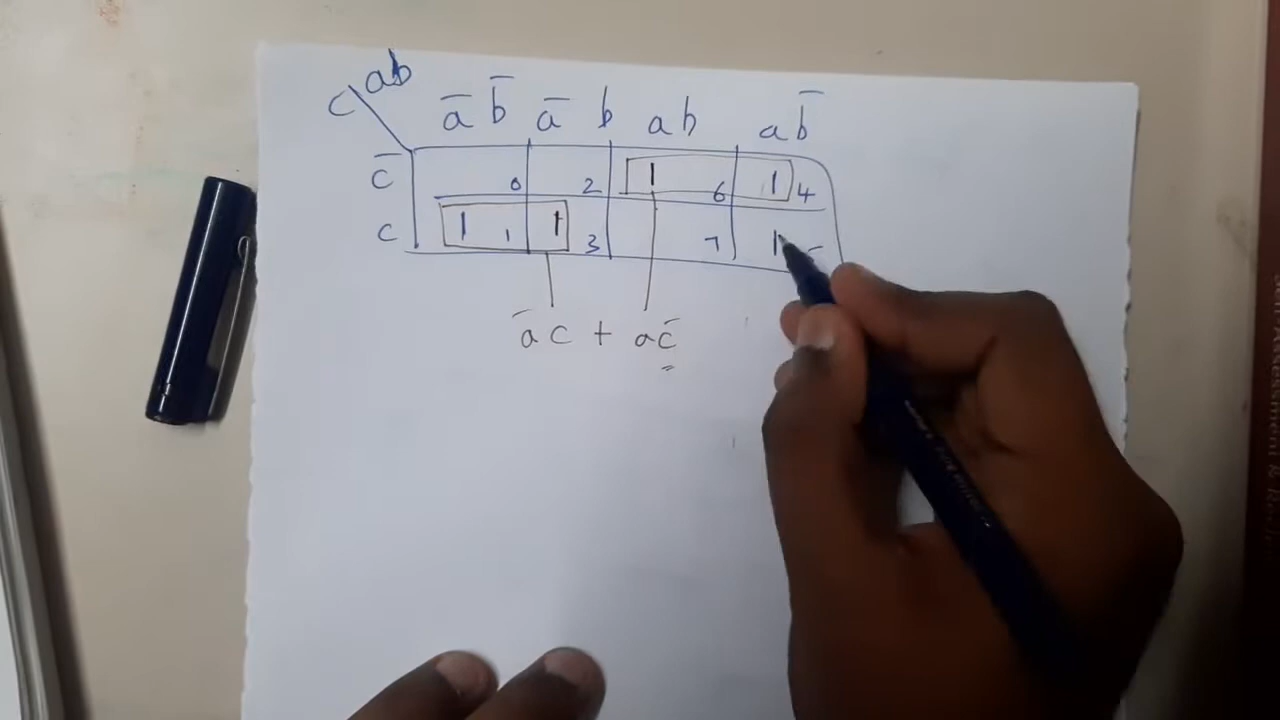 ab
c
a̅ b̅ a̅ b ab ab̅
c̅ 0 2 1 6 1 4
c 1 1 1 3 7 1
a̅c + ac̅